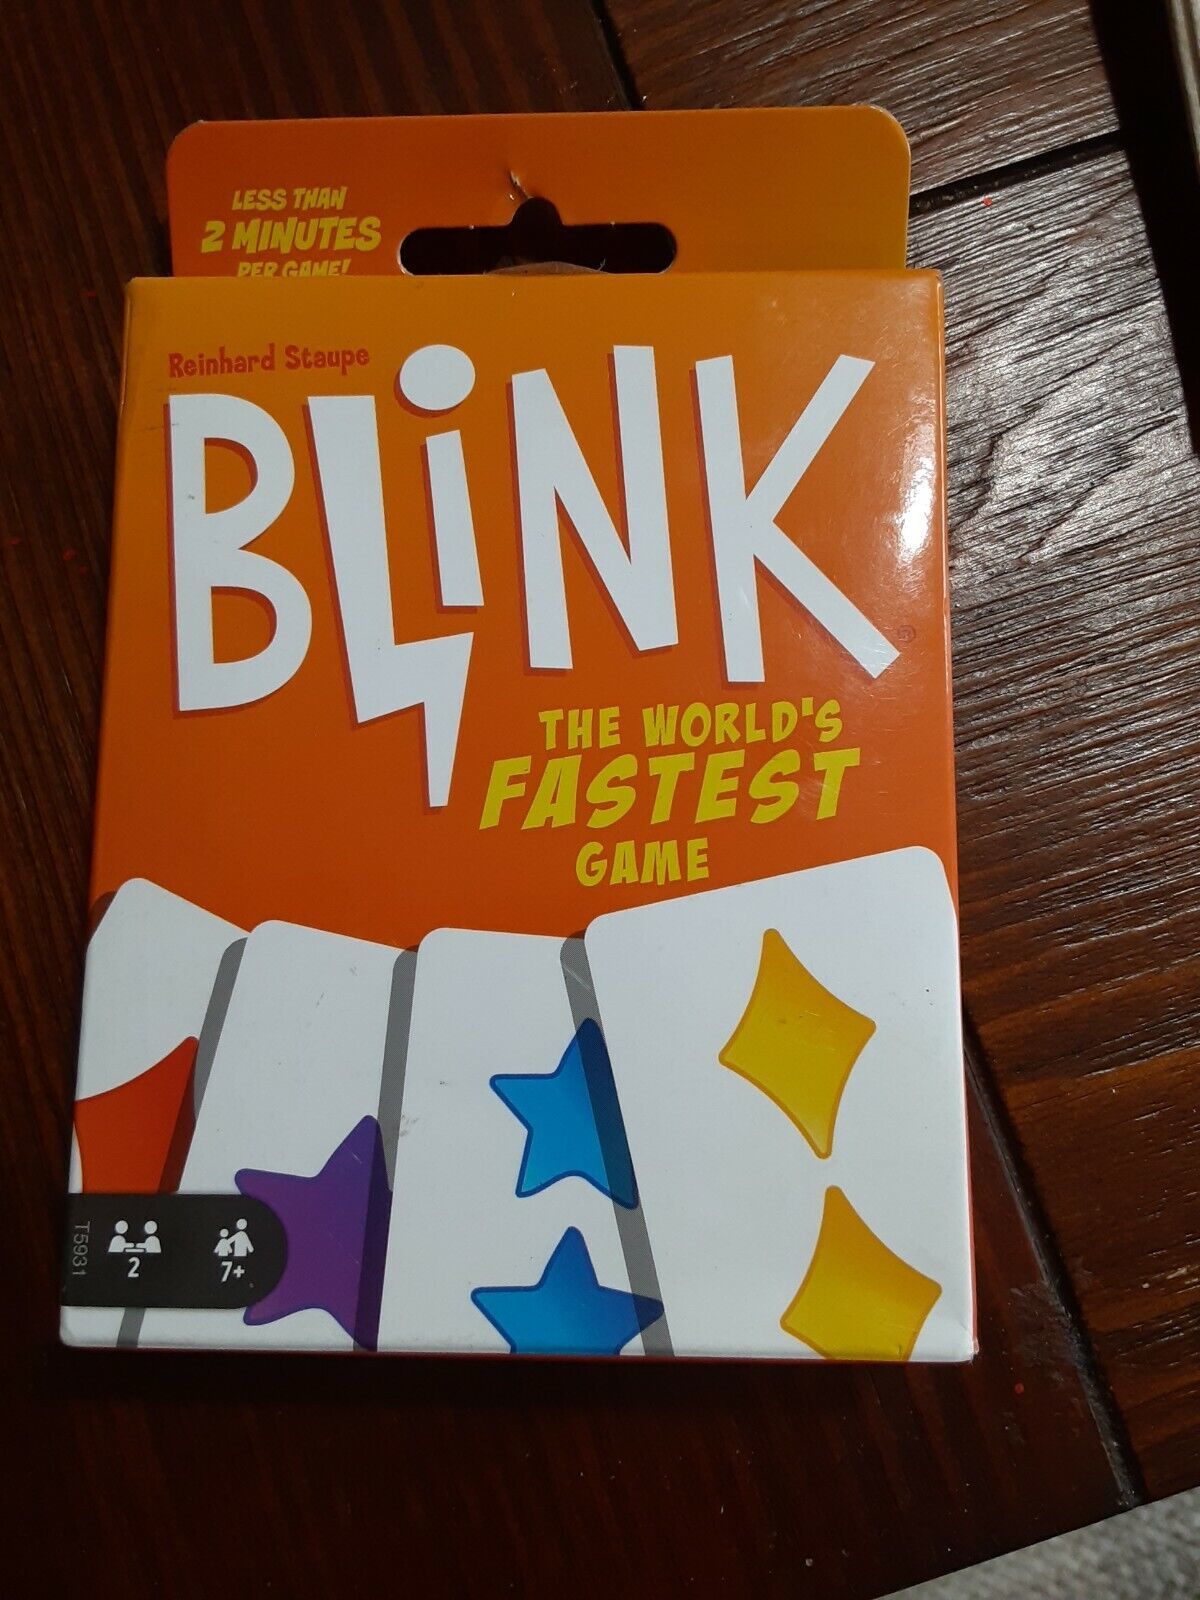 LESS THAN
2 MINUTES
PER GAME!
Reinhard Staupe
BLiNK
THE WORLD'S
FASTEST
GAME
T5931
2
7+